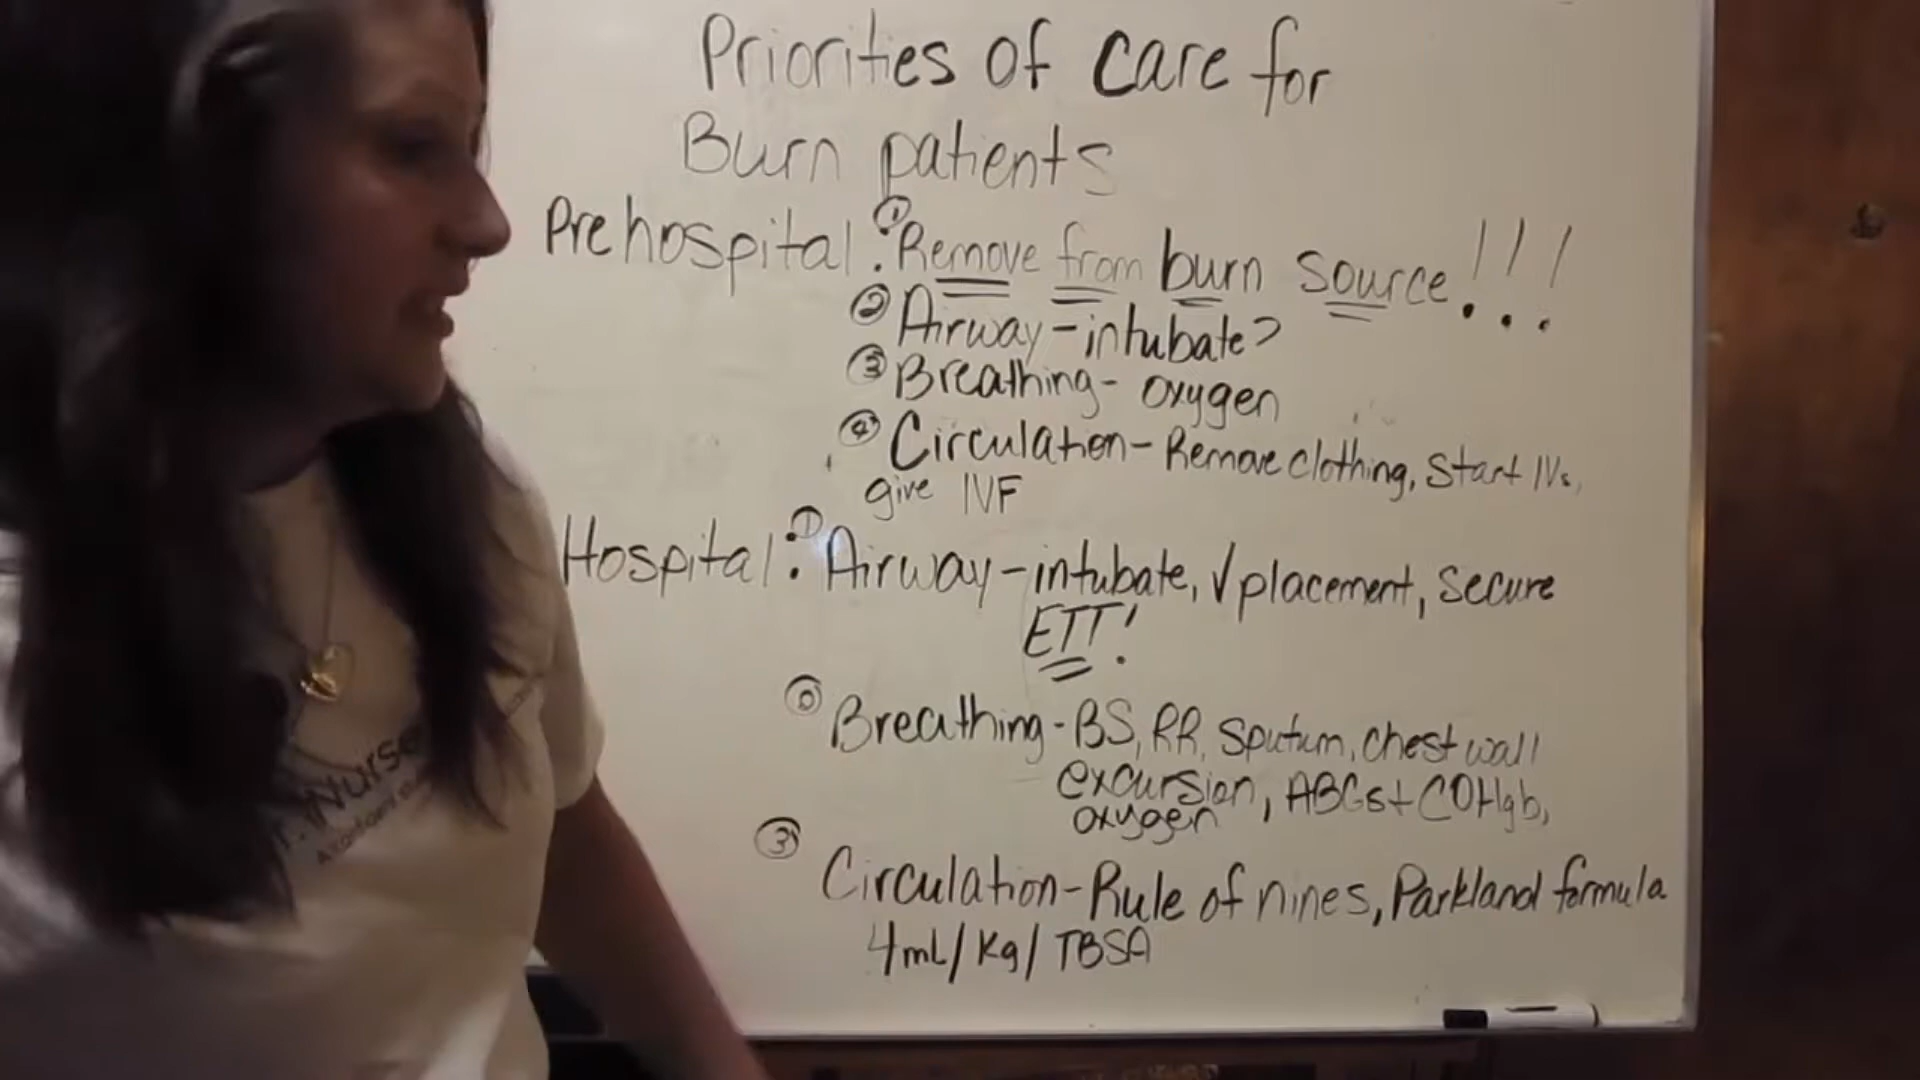 Priorities of care for
Burn patients
Prehospital: ① Remove from burn source!!!
② Airway - intubate?
③ Breathing - oxygen
④ Circulation - Remove clothing, Start IVs,
give IVF
Hospital: ① Airway - intubate, √ placement, secure
ETT!
Breathing - BS, RR, Sputum, chest wall
excursion, ABGs + COHgb,
oxygen
③ Circulation - Rule of nines, Parkland formula
4mL/Kg/TBSA
Nurse